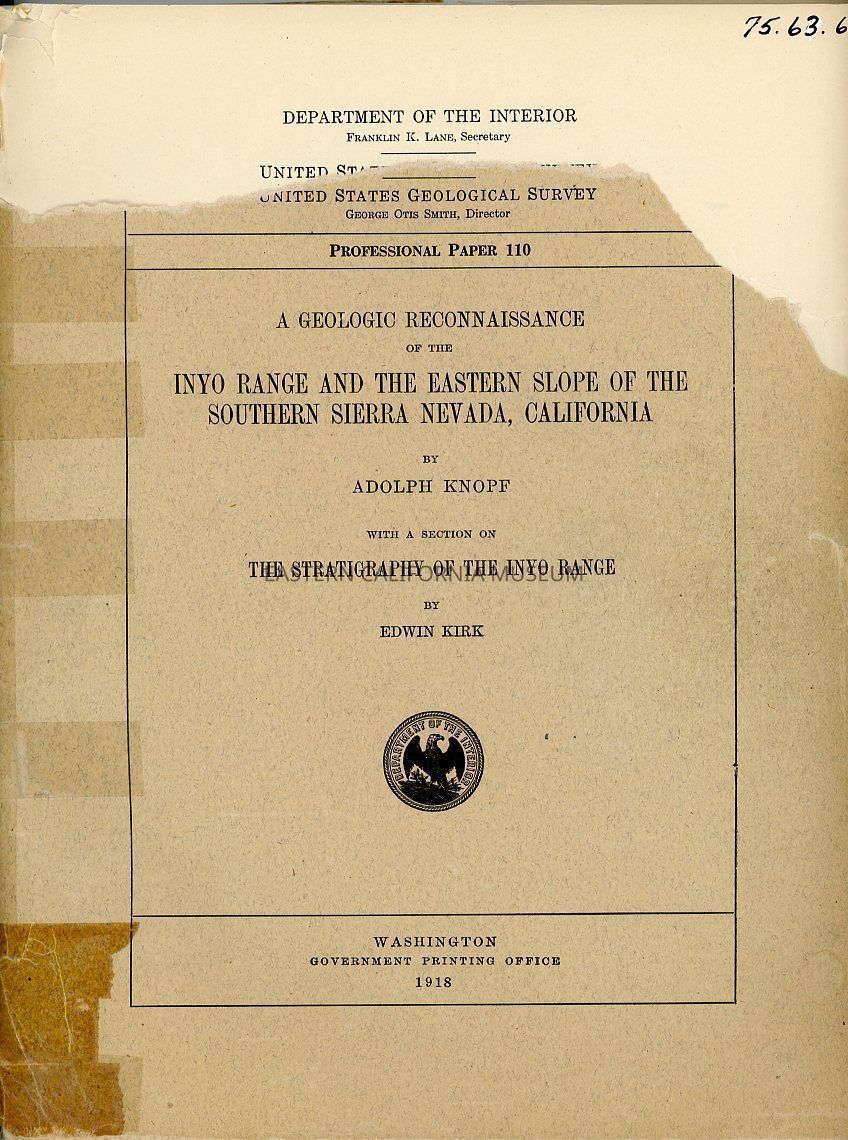 75.63.6
DEPARTMENT OF THE INTERIOR
FRANKLIN K. LANE, Secretary
UNITED
UNITED STATES GEOLOGICAL SURVEY
GEORGE OTIS SMITH, Director
PROFESSIONAL PAPER 110
A GEOLOGIC RECONNAISSANCE
OF THE
INYO RANGE AND THE EASTERN SLOPE OF THE
SOUTHERN SIERRA NEVADA, CALIFORNIA
BY
ADOLPH KNOPF
WITH A SECTION ON
THE STRATIGRAPHY OF THE INYO RANGE
EASTERN CALIFORNIA MUSEUM
BY
EDWIN KIRK
DEPARTMENT OF THE INTERIOR
WASHINGTON
GOVERNMENT PRINTING OFFICE
1918